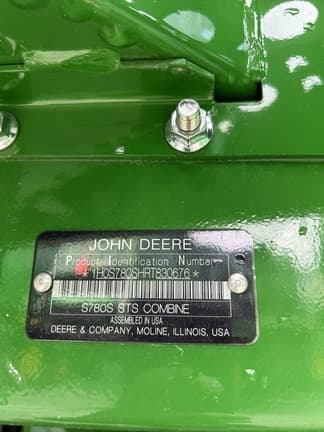 JOHN DEERE
Product Identification Number
*1H0S780SHRT830676*
S780S STS COMBINE
ASSEMBLED IN USA
DEERE & COMPANY, MOLINE, ILLINOIS, USA